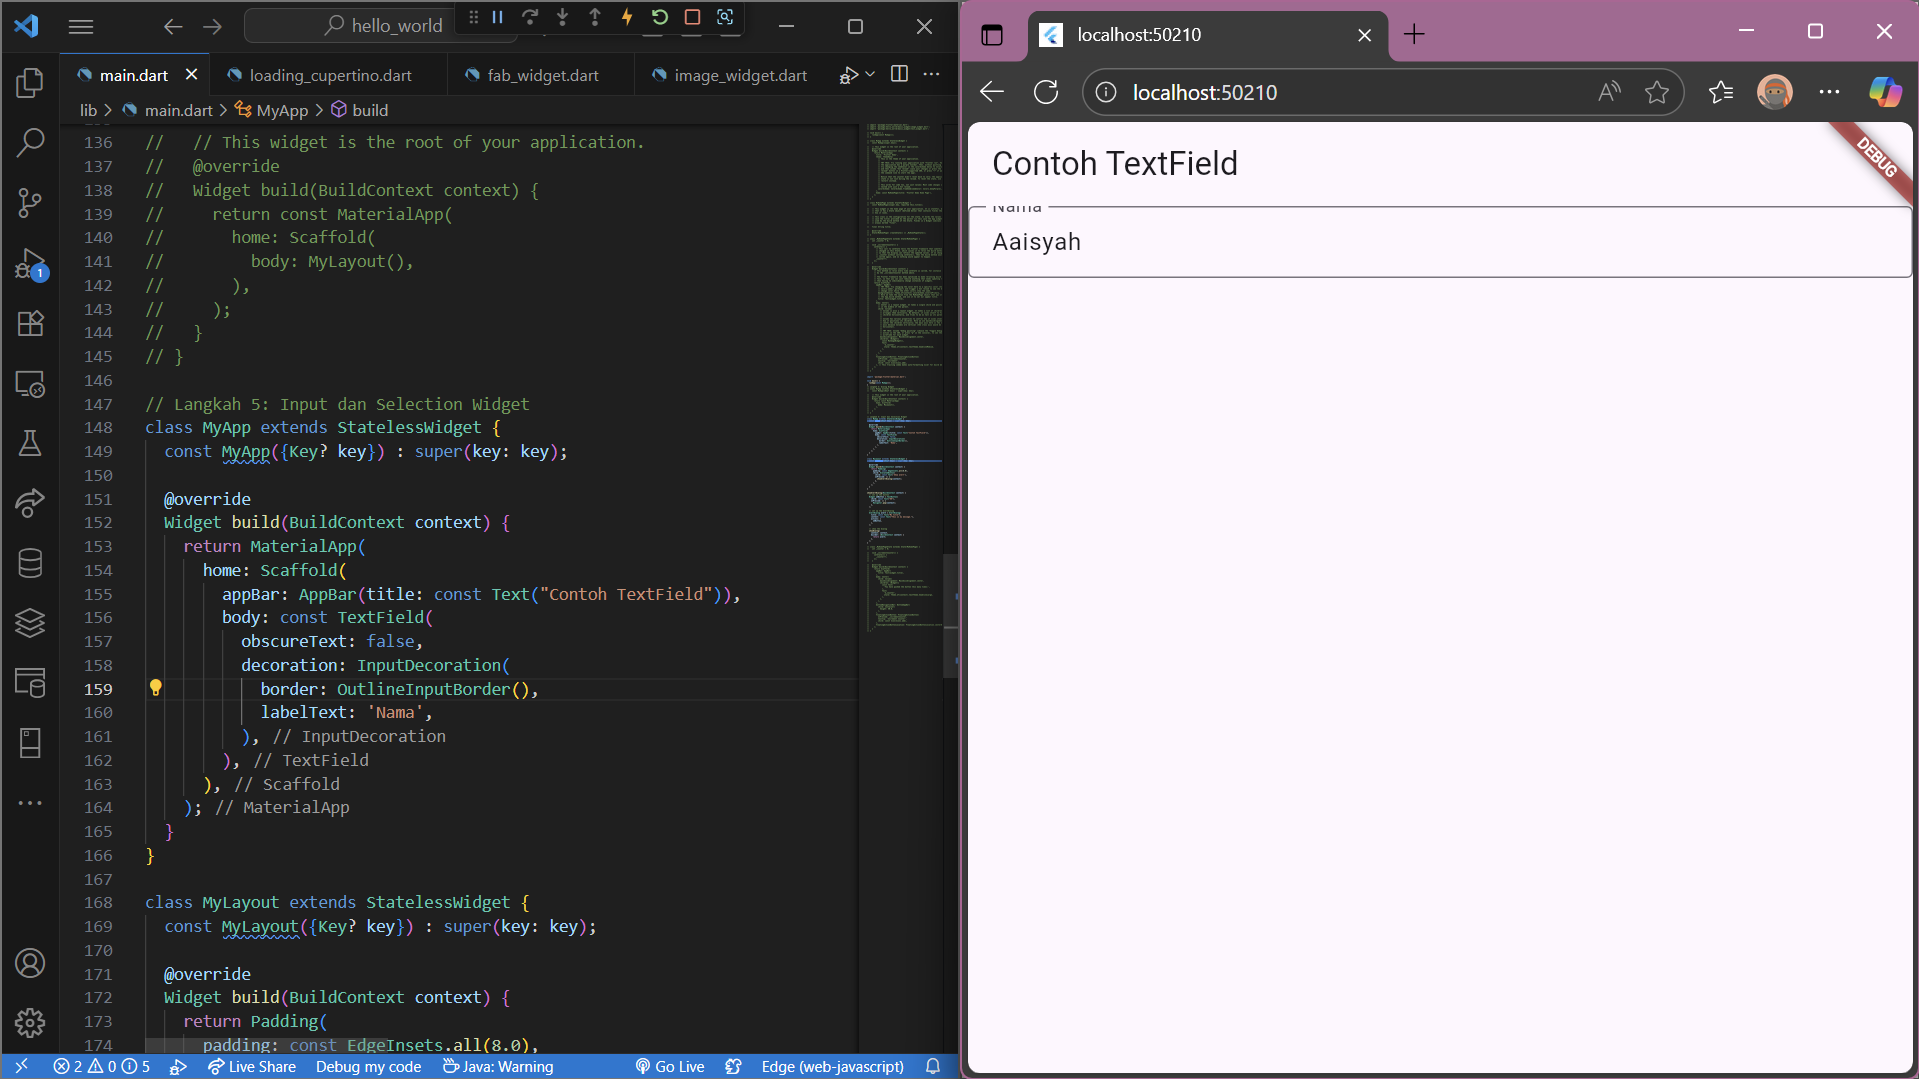 hello_world
main.dart
loading_cupertino.dart
fab_widget.dart
image_widget.dart
lib > main.dart > MyApp > build
136 // // This widget is the root of your application.
137 // @override
138 // Widget build(BuildContext context) {
139 // return const MaterialApp(
140 // home: Scaffold(
141 // body: MyLayout(),
142 // ),
143 // );
144 // }
145 // }
146
147 // Langkah 5: Input dan Selection Widget
148 class MyApp extends StatelessWidget {
149 const MyApp({Key? key}) : super(key: key);
150
151 @override
152 Widget build(BuildContext context) {
153 return MaterialApp(
154 home: Scaffold(
155 appBar: AppBar(title: const Text("Contoh TextField")),
156 body: const TextField(
157 obscureText: false,
158 decoration: InputDecoration(
159 border: OutlineInputBorder(),
160 labelText: 'Nama',
161 ), // InputDecoration
162 ), // TextField
163 ), // Scaffold
164 ); // MaterialApp
165 }
166 }
167
168 class MyLayout extends StatelessWidget {
169 const MyLayout({Key? key}) : super(key: key);
170
171 @override
172 Widget build(BuildContext context) {
173 return Padding(
174 padding: const EdgeInsets.all(8.0),
1
2 0 5 Live Share Debug my code Java: Warning Go Live Edge (web-javascript)
localhost:50210
localhost:50210
Contoh TextField
DEBUG
Nama
Aaisyah